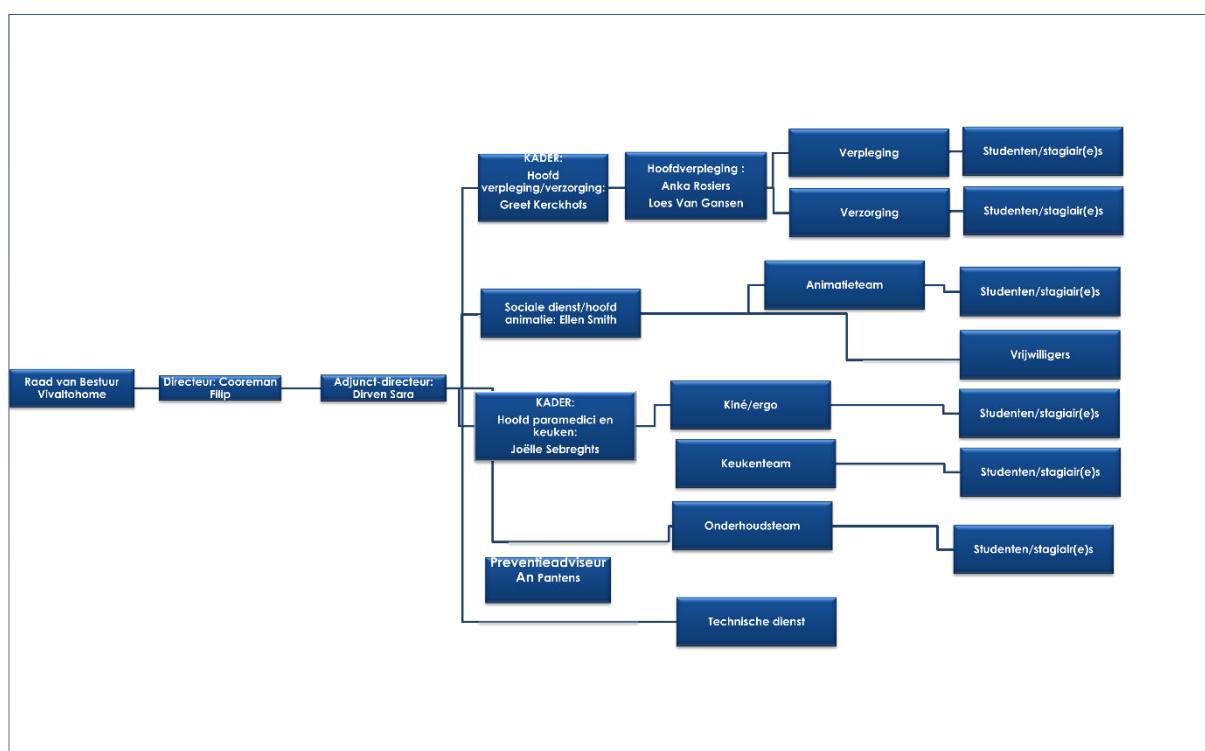 Raad van Bestuur
Vivaltohome
Directeur: Cooreman
Filip
Adjunct-directeur:
Dirven Sara
KADER:
Hoofd
verpleging/verzorging:
Greet Kerckhofs
Hoofdverpleging :
Anka Rosiers
Loes Van Gansen
Verpleging
Studenten/stagiair(e)s
Verzorging
Studenten/stagiair(e)s
Sociale dienst/hoofd
animatie: Ellen Smith
Animatieteam
Studenten/stagiair(e)s
Vrijwilligers
KADER:
Hoofd paramedici en
keuken:
Joëlle Sebreghts
Kiné/ergo
Studenten/stagiair(e)s
Keukenteam
Studenten/stagiair(e)s
Onderhoudsteam
Studenten/stagiair(e)s
Preventieadviseur
An Pantens
Technische dienst